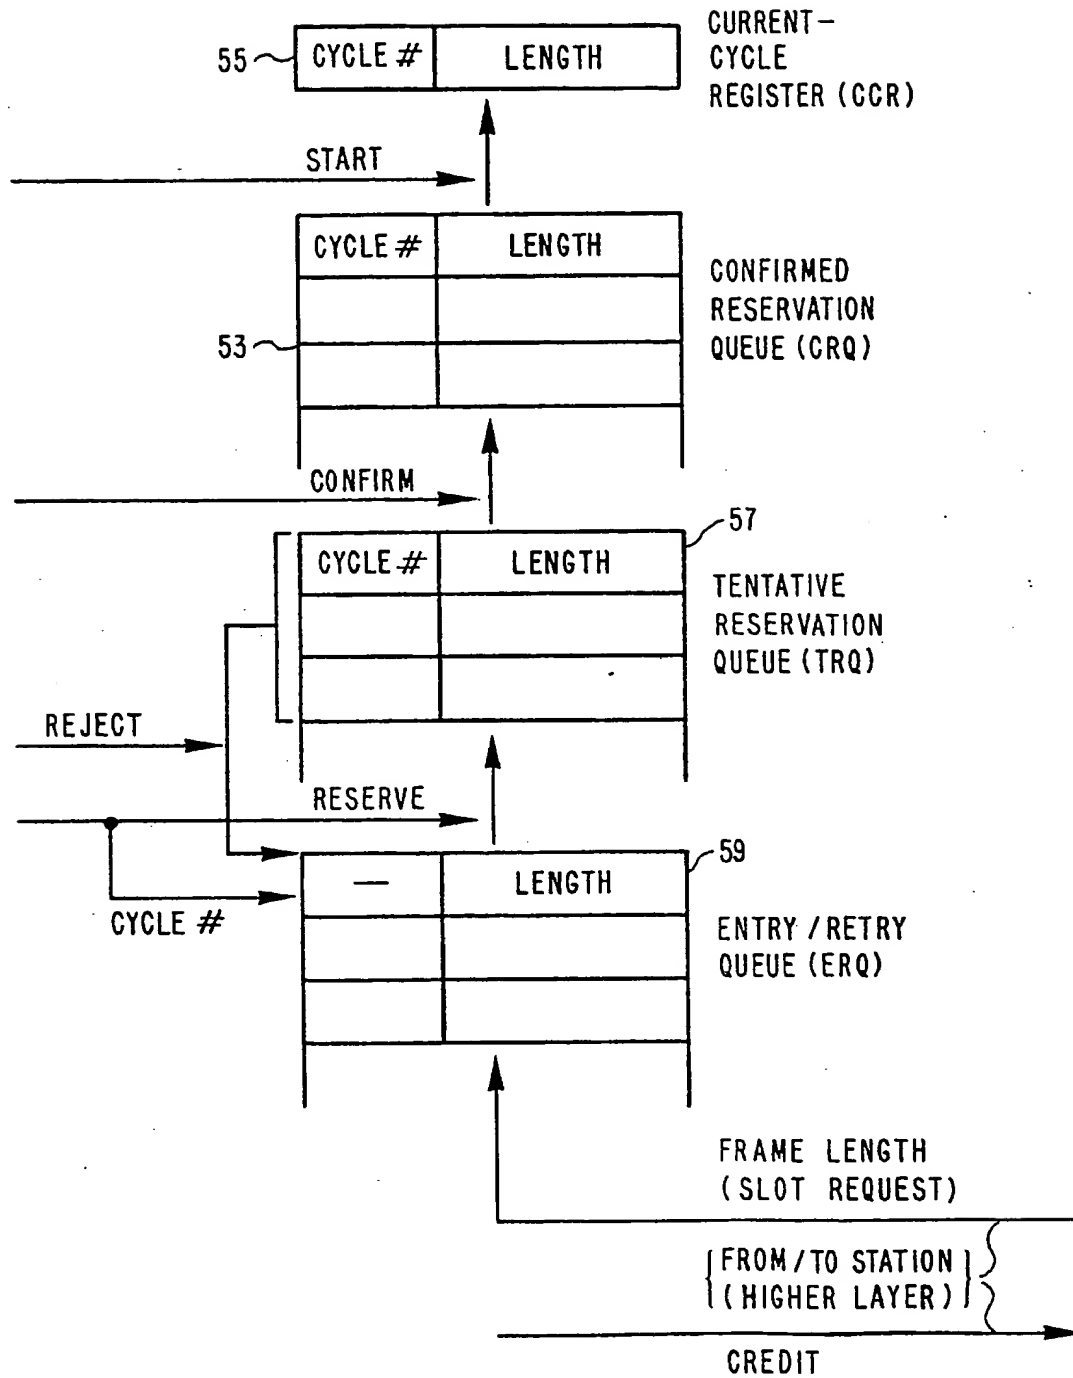 CURRENT-
CYCLE
REGISTER (CCR)
55
CYCLE # LENGTH
START
CYCLE # LENGTH
CONFIRMED
RESERVATION
QUEUE (CRQ)
53
CONFIRM
57
CYCLE # LENGTH
TENTATIVE
RESERVATION
QUEUE (TRQ)
REJECT
RESERVE
59
— LENGTH
CYCLE #
ENTRY / RETRY
QUEUE (ERQ)
FRAME LENGTH
(SLOT REQUEST)
{FROM / TO STATION}
{(HIGHER LAYER)}
CREDIT